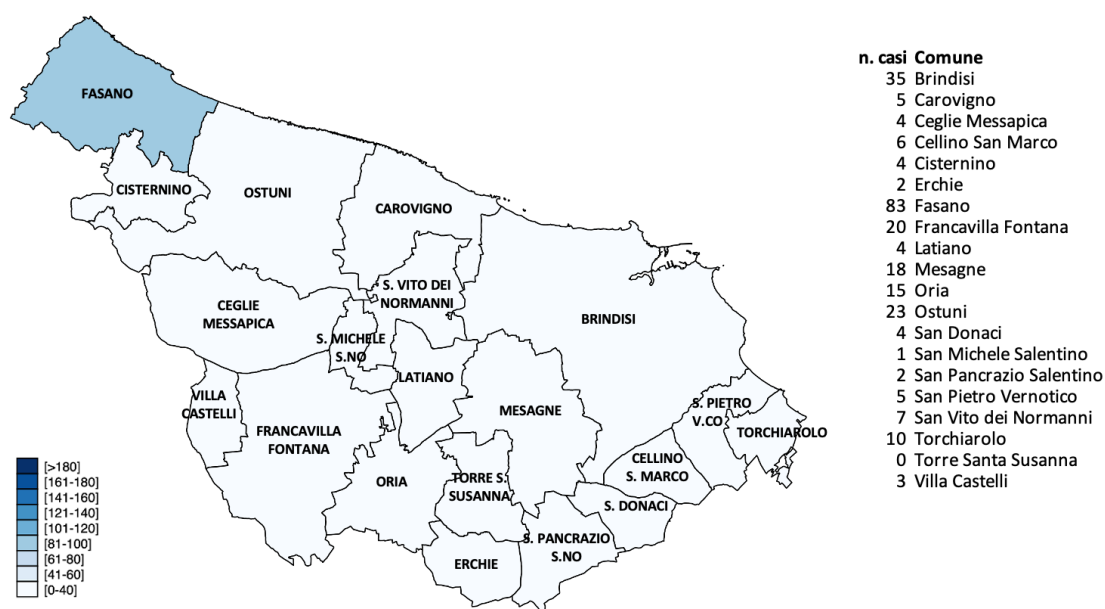 FASANO
CISTERNINO
OSTUNI
CAROVIGNO
S. VITO DEI
NORMANNI
CEGLIE
MESSAPICA
BRINDISI
S. MICHELE
S.NO
LATIANO
VILLA
CASTELLI
MESAGNE
S. PIETRO
V.CO
TORCHIAROLO
FRANCAVILLA
FONTANA
CELLINO
S. MARCO
ORIA
TORRE S.
SUSANNA
S. DONACI
S. PANCRAZIO
S.NO
ERCHIE
[>180]
[161-180]
[141-160]
[121-140]
[101-120]
[81-100]
[61-80]
[41-60]
[0-40]
n. casi Comune
35 Brindisi
5 Carovigno
4 Ceglie Messapica
6 Cellino San Marco
4 Cisternino
2 Erchie
83 Fasano
20 Francavilla Fontana
4 Latiano
18 Mesagne
15 Oria
23 Ostuni
4 San Donaci
1 San Michele Salentino
2 San Pancrazio Salentino
5 San Pietro Vernotico
7 San Vito dei Normanni
10 Torchiarolo
0 Torre Santa Susanna
3 Villa Castelli